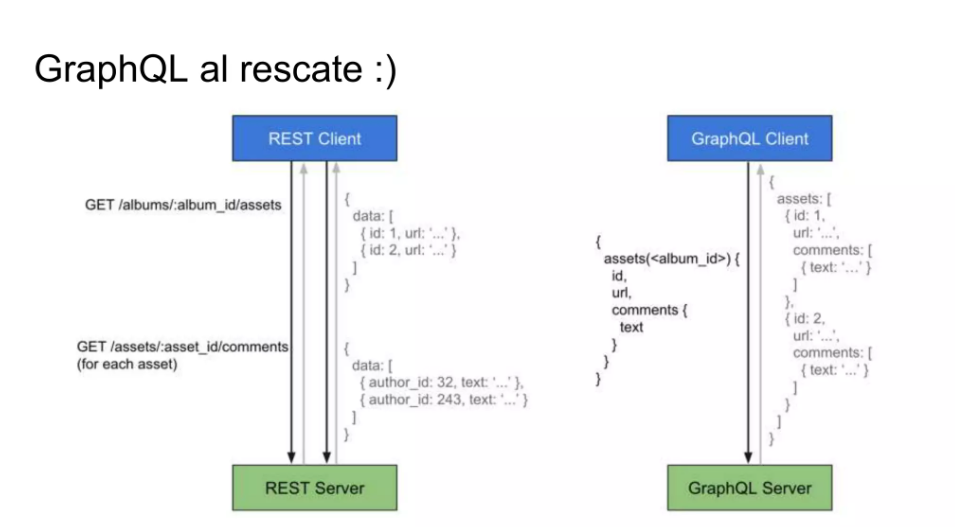 GraphQL al rescate :)
REST Client
GET /albums/:album_id/assets
{
data: [
{ id: 1, url: '...' },
{ id: 2, url: '...' }
]
}
GET /assets/:asset_id/comments
(for each asset)
{
data: [
{ author_id: 32, text: '...' },
{ author_id: 243, text: '...' }
]
}
REST Server
GraphQL Client
{
assets(<album_id>) {
id,
url,
comments {
text
}
}
}
{
assets: [
{ id: 1,
url: '...',
comments: [
{ text: '...' }
]
},
{ id: 2,
url: '...',
comments: [
{ text: '...' }
]
}
]
}
GraphQL Server